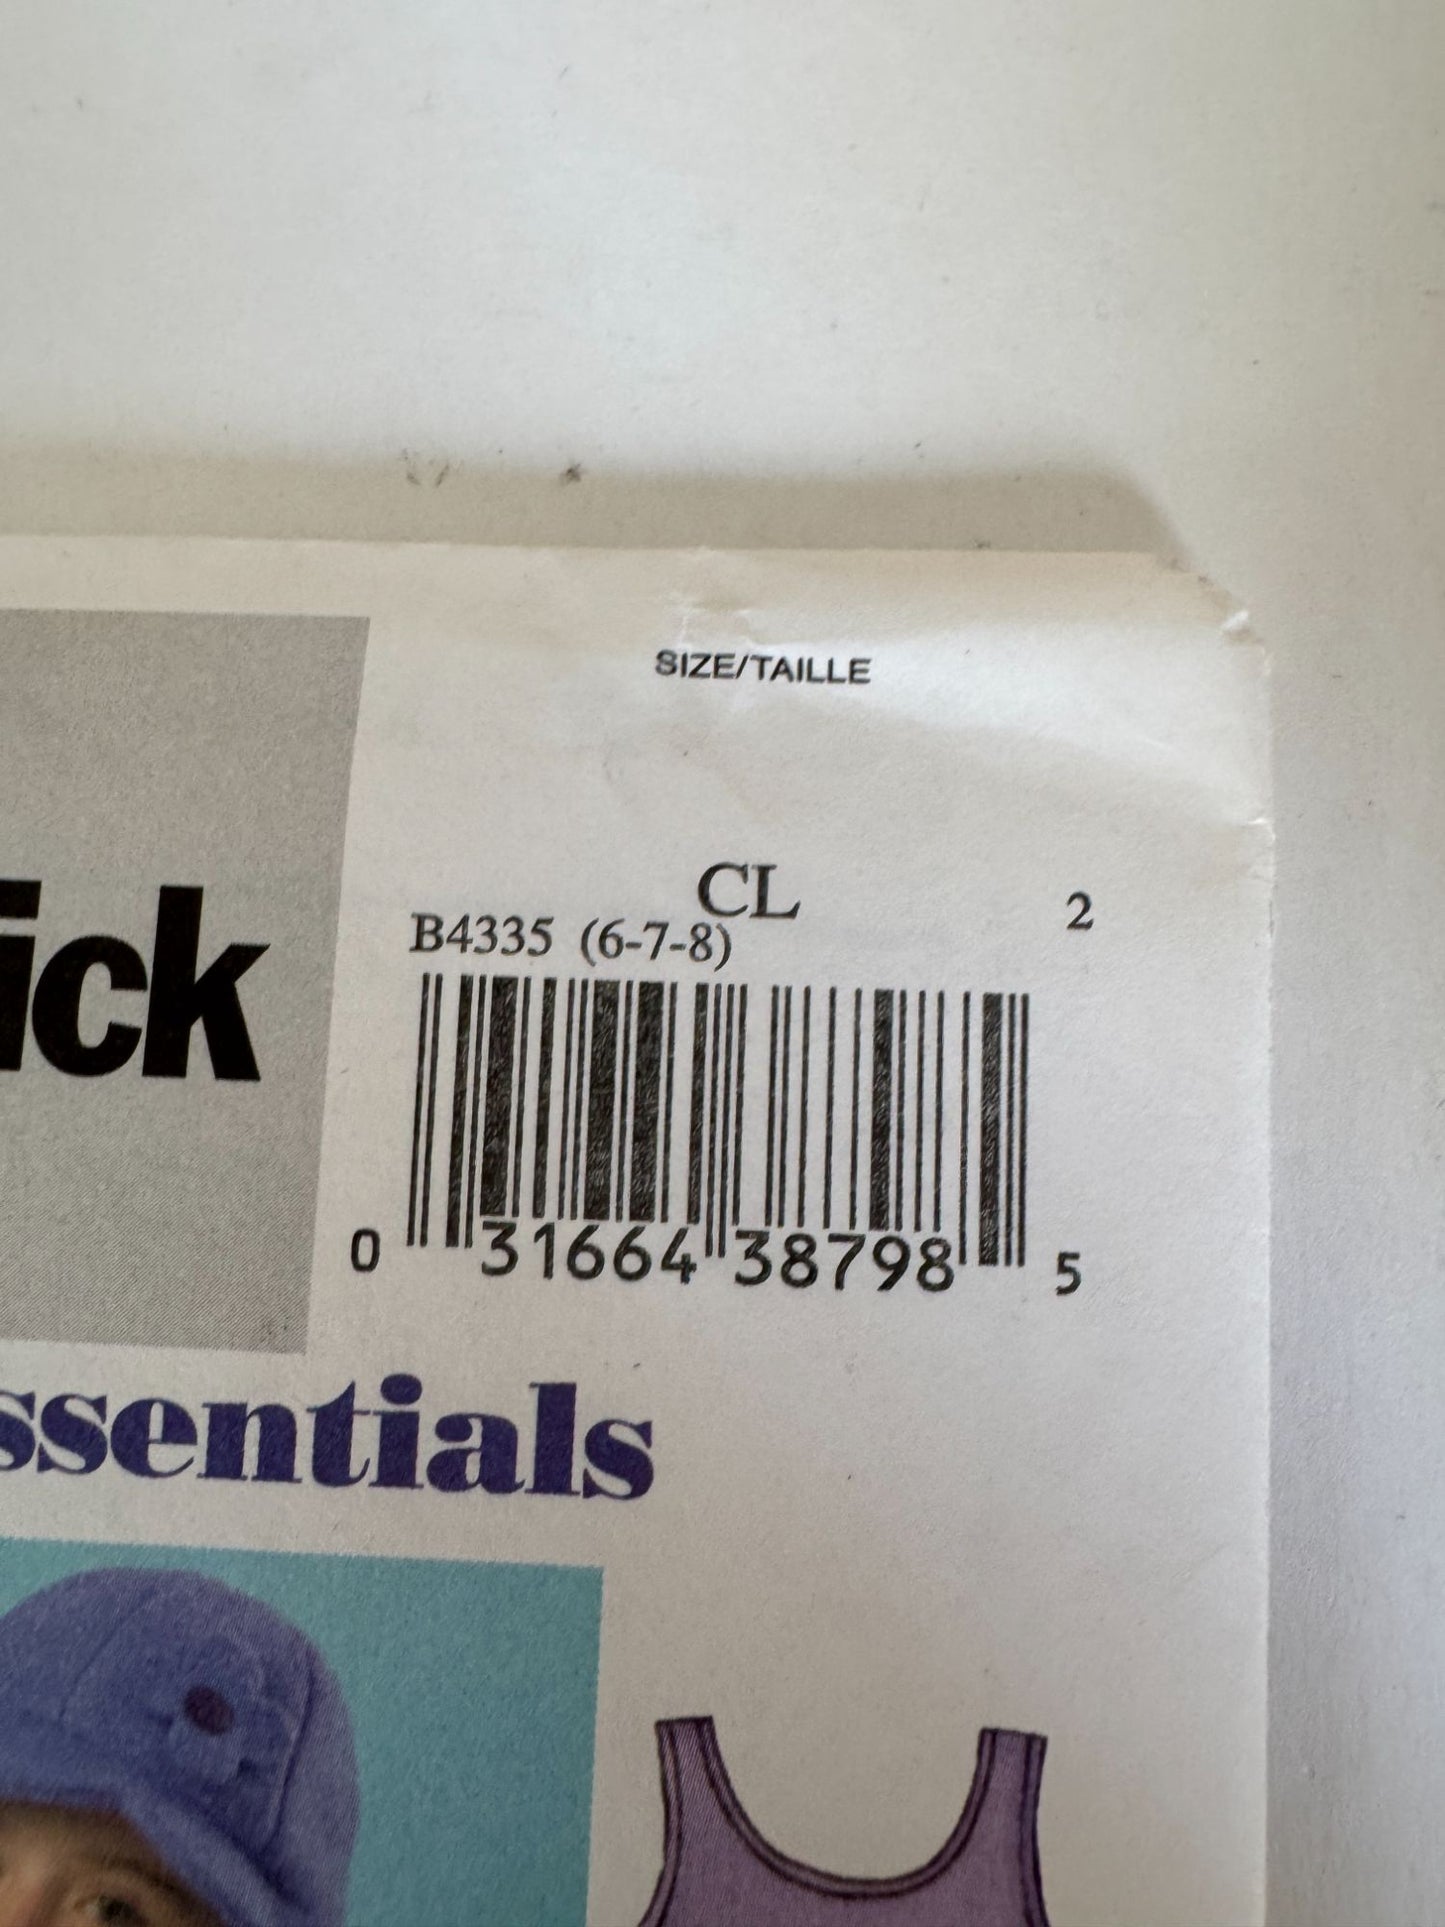 SIZE/TAILLE
CL
2
B4335 (6-7-8)
ick
0 31664 38798 5
ssentials